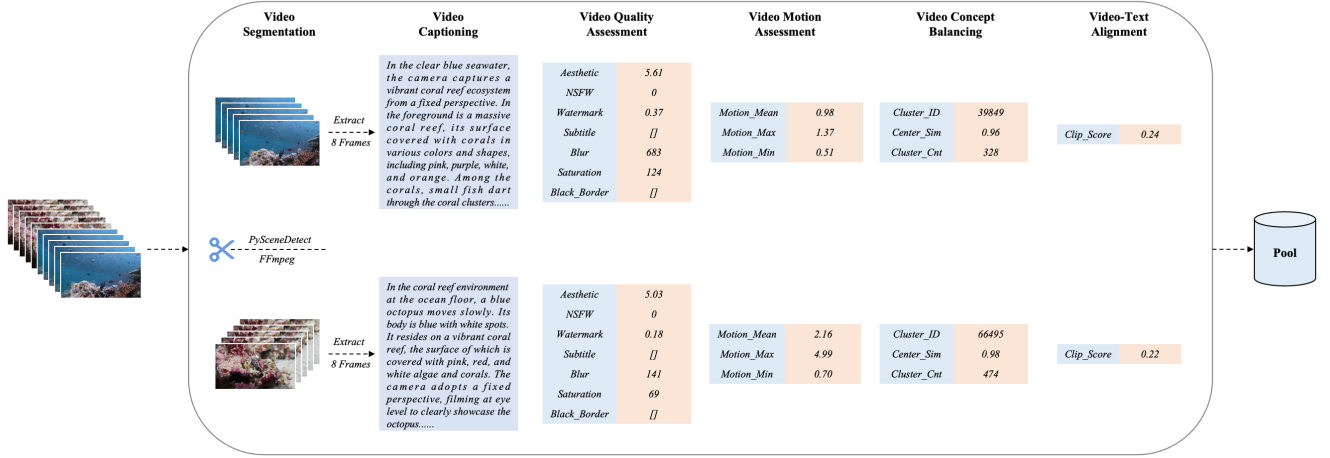 Video Segmentation
Video Captioning
Video Quality Assessment
Video Motion Assessment
Video Concept Balancing
Video-Text Alignment
Extract
8 Frames
In the clear blue seawater,
the camera captures a
vibrant coral reef ecosystem
from a fixed perspective. In
the foreground is a massive
coral reef, its surface
covered with corals in
various colors and shapes,
including pink, purple, white,
and orange. Among the
corals, small fish dart
through the coral clusters......
Aesthetic 5.61
NSFW 0
Watermark 0.37
Subtitle []
Blur 683
Saturation 124
Black_Border []
Motion_Mean 0.98
Motion_Max 1.37
Motion_Min 0.51
Cluster_ID 39849
Center_Sim 0.96
Cluster_Cnt 328
Clip_Score 0.24
PySceneDetect
FFmpeg
Pool
Extract
8 Frames
In the coral reef environment
at the ocean floor, a blue
octopus moves slowly. Its
body is blue with white spots.
It resides on a vibrant coral
reef, the surface of which is
covered with pink, red, and
white algae and corals. The
camera adopts a fixed
perspective, filming at eye
level to clearly showcase the
octopus......
Aesthetic 5.03
NSFW 0
Watermark 0.18
Subtitle []
Blur 141
Saturation 69
Black_Border []
Motion_Mean 2.16
Motion_Max 4.99
Motion_Min 0.70
Cluster_ID 66495
Center_Sim 0.98
Cluster_Cnt 474
Clip_Score 0.22